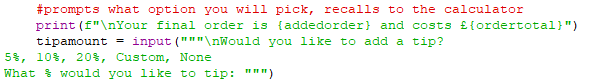 #prompts what option you will pick, recalls to the calculator
print(f"\nYour final order is {addedorder} and costs £{ordertotal}")
tipamount = input("""\nWould you like to add a tip?
5%, 10%, 20%, Custom, None
What % would you like to tip: """)